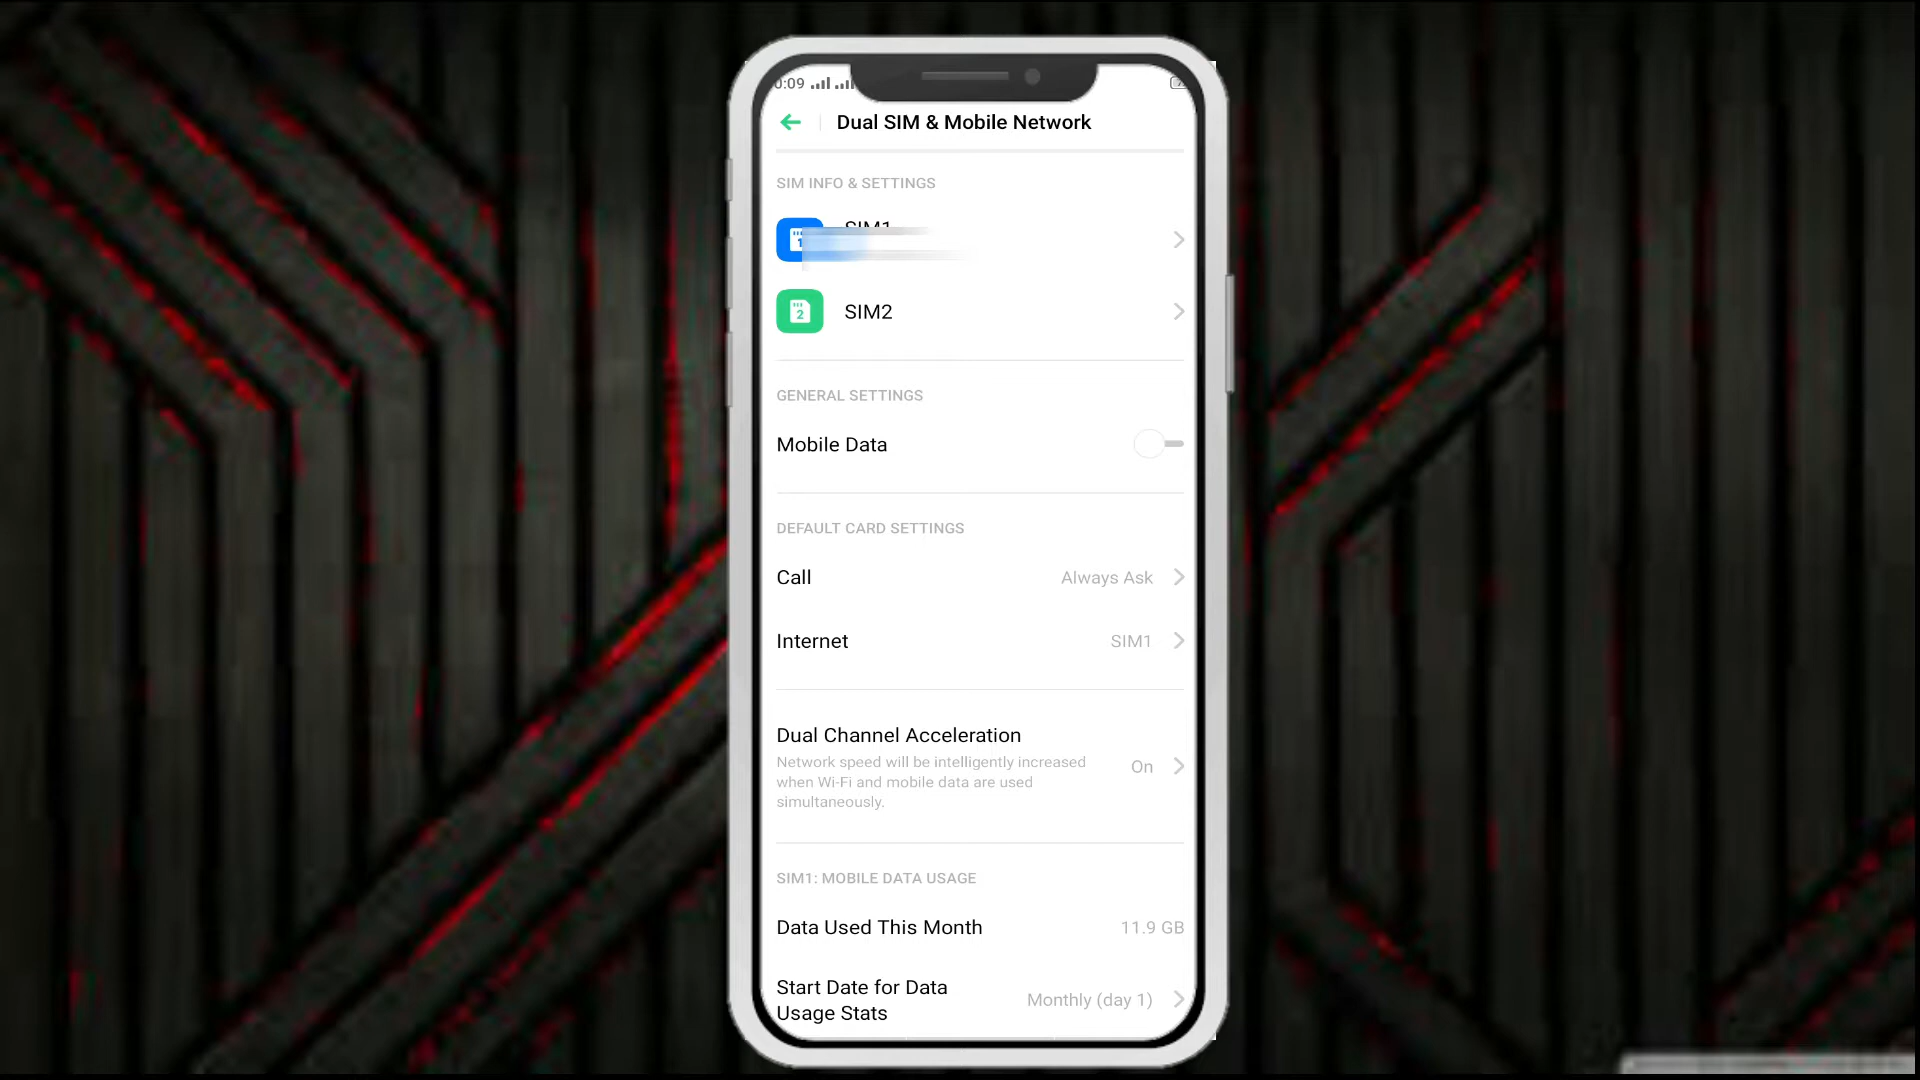 0:09
Dual SIM & Mobile Network
SIM INFO & SETTINGS
1
SIM1
2
SIM2
GENERAL SETTINGS
Mobile Data
DEFAULT CARD SETTINGS
Call
Always Ask
Internet
SIM1
Dual Channel Acceleration
Network speed will be intelligently increased
when Wi-Fi and mobile data are used
simultaneously.
On
SIM1: MOBILE DATA USAGE
Data Used This Month
11.9 GB
Start Date for Data
Usage Stats
Monthly (day 1)